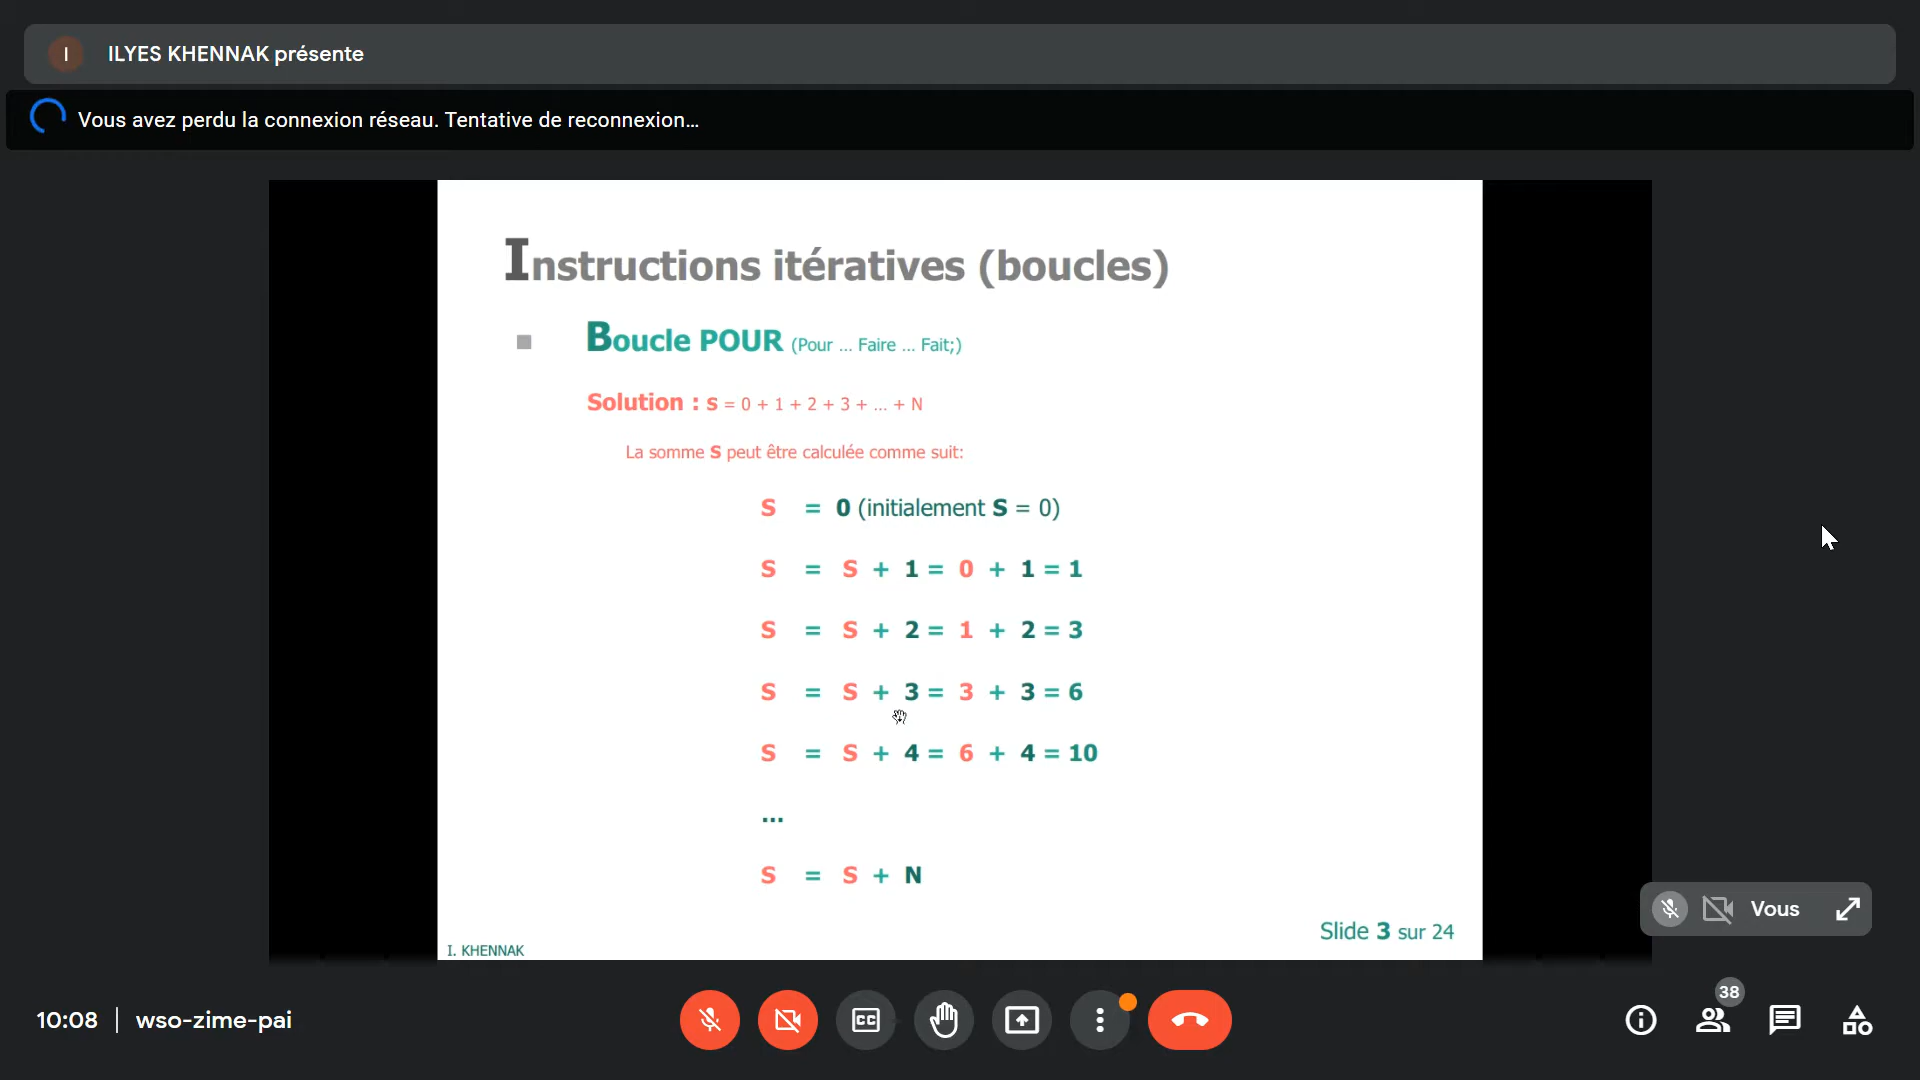 I ILYES KHENNAK présente
Vous avez perdu la connexion réseau. Tentative de reconnexion...
Instructions itératives (boucles)
Boucle POUR (Pour ... Faire ... Fait;)
Solution : S = 0 + 1 + 2 + 3 + ... + N
La somme S peut être calculée comme suit:
S = 0 (initialement S = 0)
S = S + 1 = 0 + 1 = 1
S = S + 2 = 1 + 2 = 3
S = S + 3 = 3 + 3 = 6
S = S + 4 = 6 + 4 = 10
...
S = S + N
Vous
Slide 3 sur 24
I. KHENNAK
10:08 | wso-zime-pai
CC
38